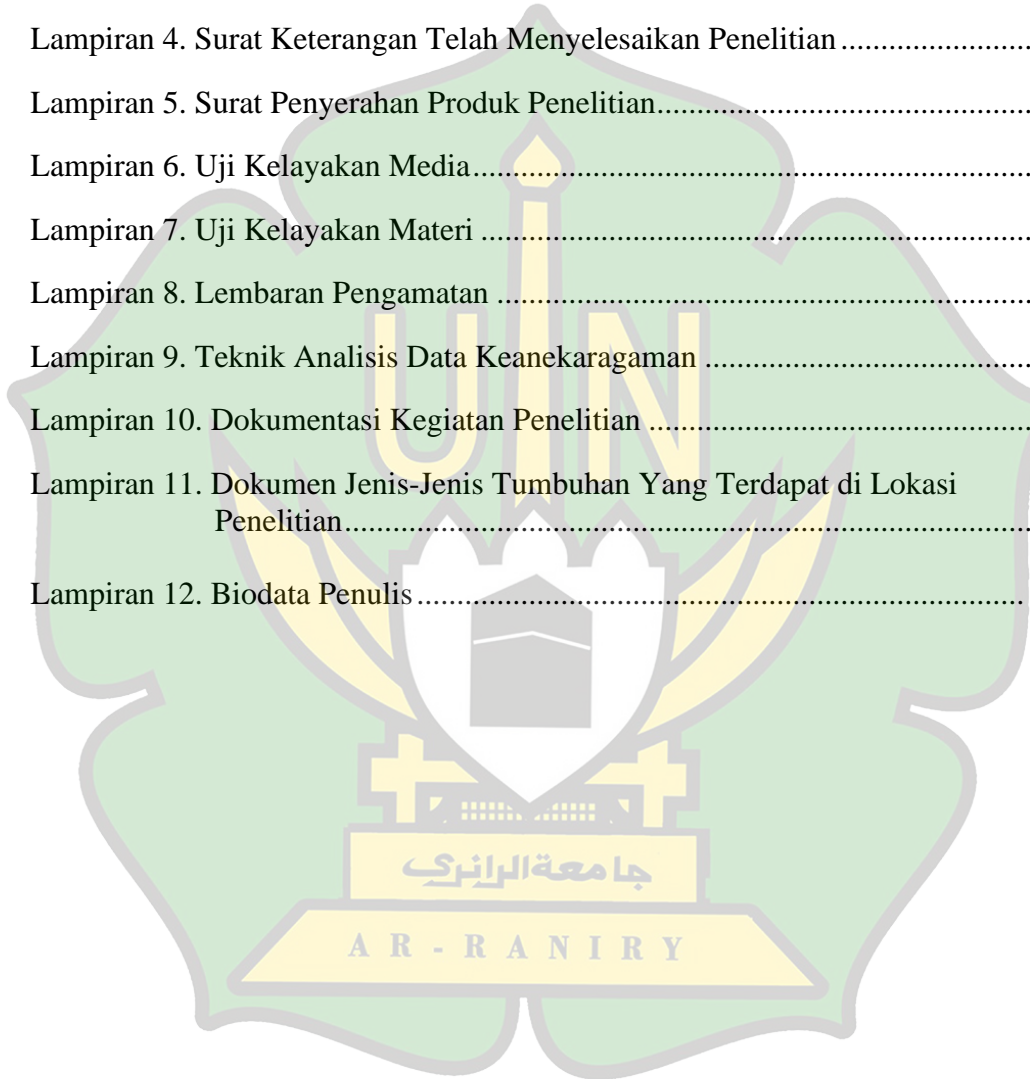 Lampiran 4. Surat Keterangan Telah Menyelesaikan Penelitian ........................
Lampiran 5. Surat Penyerahan Produk Penelitian................................................
Lampiran 6. Uji Kelayakan Media.......................................................................
Lampiran 7. Uji Kelayakan Materi ......................................................................
Lampiran 8. Lembaran Pengamatan ....................................................................
Lampiran 9. Teknik Analisis Data Keanekaragaman .........................................
Lampiran 10. Dokumentasi Kegiatan Penelitian ................................................
Lampiran 11. Dokumen Jenis-Jenis Tumbuhan Yang Terdapat di Lokasi
Penelitian.......................................................................................
Lampiran 12. Biodata Penulis .............................................................................
UIN
جامعةالرانري
AR - RANIRY